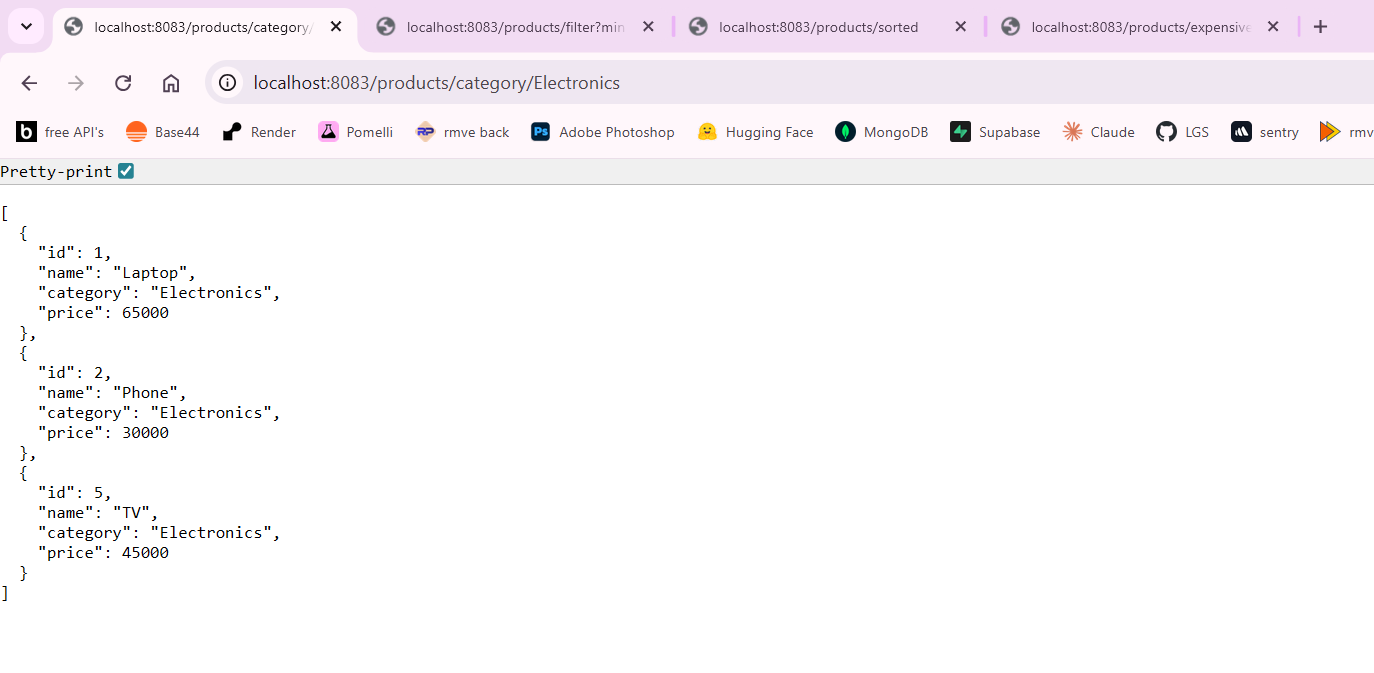 localhost:8083/products/category/
localhost:8083/products/filter?min
localhost:8083/products/sorted
localhost:8083/products/expensive
localhost:8083/products/category/Electronics
b free API's
Base44
Render
Pomelli
RP rmve back
Ps Adobe Photoshop
Hugging Face
MongoDB
Supabase
Claude
LGS
sentry
rmv
Pretty-print
[
  {
    "id": 1,
    "name": "Laptop",
    "category": "Electronics",
    "price": 65000
  },
  {
    "id": 2,
    "name": "Phone",
    "category": "Electronics",
    "price": 30000
  },
  {
    "id": 5,
    "name": "TV",
    "category": "Electronics",
    "price": 45000
  }
]